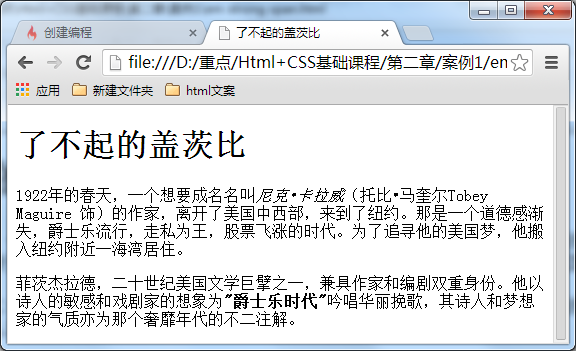 创建编程
了不起的盖茨比
file:///D:/重点/Html+CSS基础课程/第二章/案例1/en
应用 新建文件夹 html文案
了不起的盖茨比
1922年的春天，一个想要成名名叫尼克•卡拉威（托比•马奎尔Tobey
Maguire 饰）的作家，离开了美国中西部，来到了纽约。那是一个道德感渐
失，爵士乐流行，走私为王，股票飞涨的时代。为了追寻他的美国梦，他搬
入纽约附近一海湾居住。
菲茨杰拉德，二十世纪美国文学巨擘之一，兼具作家和编剧双重身份。他以
诗人的敏感和戏剧家的想象为"爵士乐时代"吟唱华丽挽歌，其诗人和梦想
家的气质亦为那个奢靡年代的不二注解。